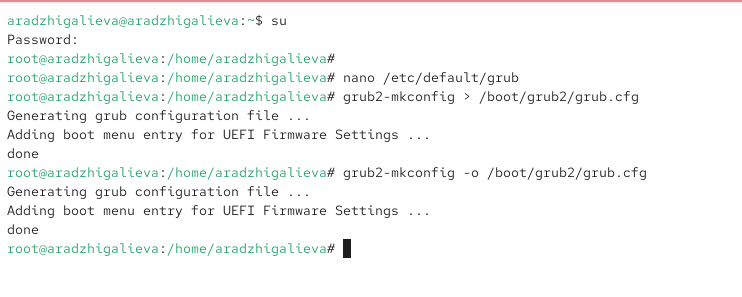 aradzhigalieva@aradzhigalieva:~$ su
Password:
root@aradzhigalieva:/home/aradzhigalieva#
root@aradzhigalieva:/home/aradzhigalieva# nano /etc/default/grub
root@aradzhigalieva:/home/aradzhigalieva# grub2-mkconfig > /boot/grub2/grub.cfg
Generating grub configuration file ...
Adding boot menu entry for UEFI Firmware Settings ...
done
root@aradzhigalieva:/home/aradzhigalieva# grub2-mkconfig -o /boot/grub2/grub.cfg
Generating grub configuration file ...
Adding boot menu entry for UEFI Firmware Settings ...
done
root@aradzhigalieva:/home/aradzhigalieva#